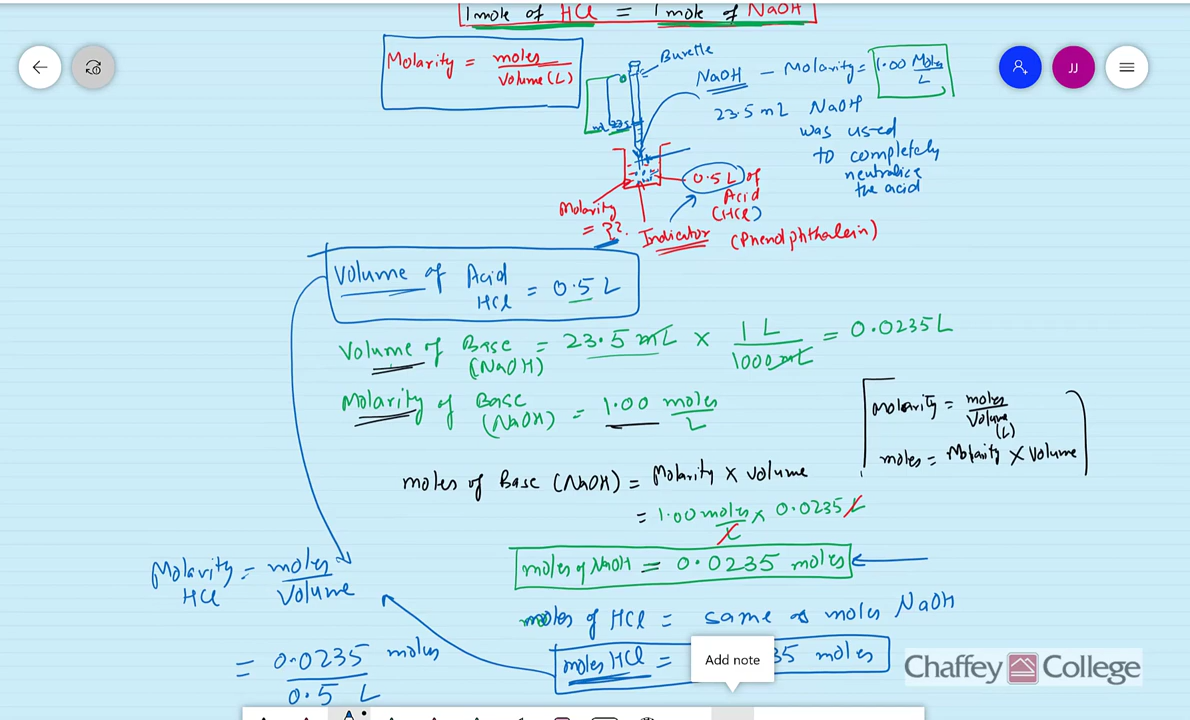 1 mole of HCl = 1 mole of NaOH
Molarity = moles / Volume (L)
Burette
NaOH - Molarity = 1.00 Moles / L
23.5 mL NaOH
was used
to completely
neutralise
the acid
0.5 L of
Acid
(HCl)
Molarity
= ??
Indicator (Phenolphthalein)
JJ
Volume of Acid HCl = 0.5 L
Volume of Base (NaOH) = 23.5 mL × 1 L / 1000 mL = 0.0235 L
Molarity of Base (NaOH) = 1.00 moles / L
Molarity = moles / Volume (L)
moles = Molarity × Volume
moles of Base (NaOH) = Molarity × Volume
= 1.00 moles / L × 0.0235 L
moles of NaOH = 0.0235 moles
moles of HCl = same as moles NaOH
moles HCl = 35 moles
Molarity HCl = moles / Volume
= 0.0235 moles / 0.5 L
Add note
Chaffey College
A